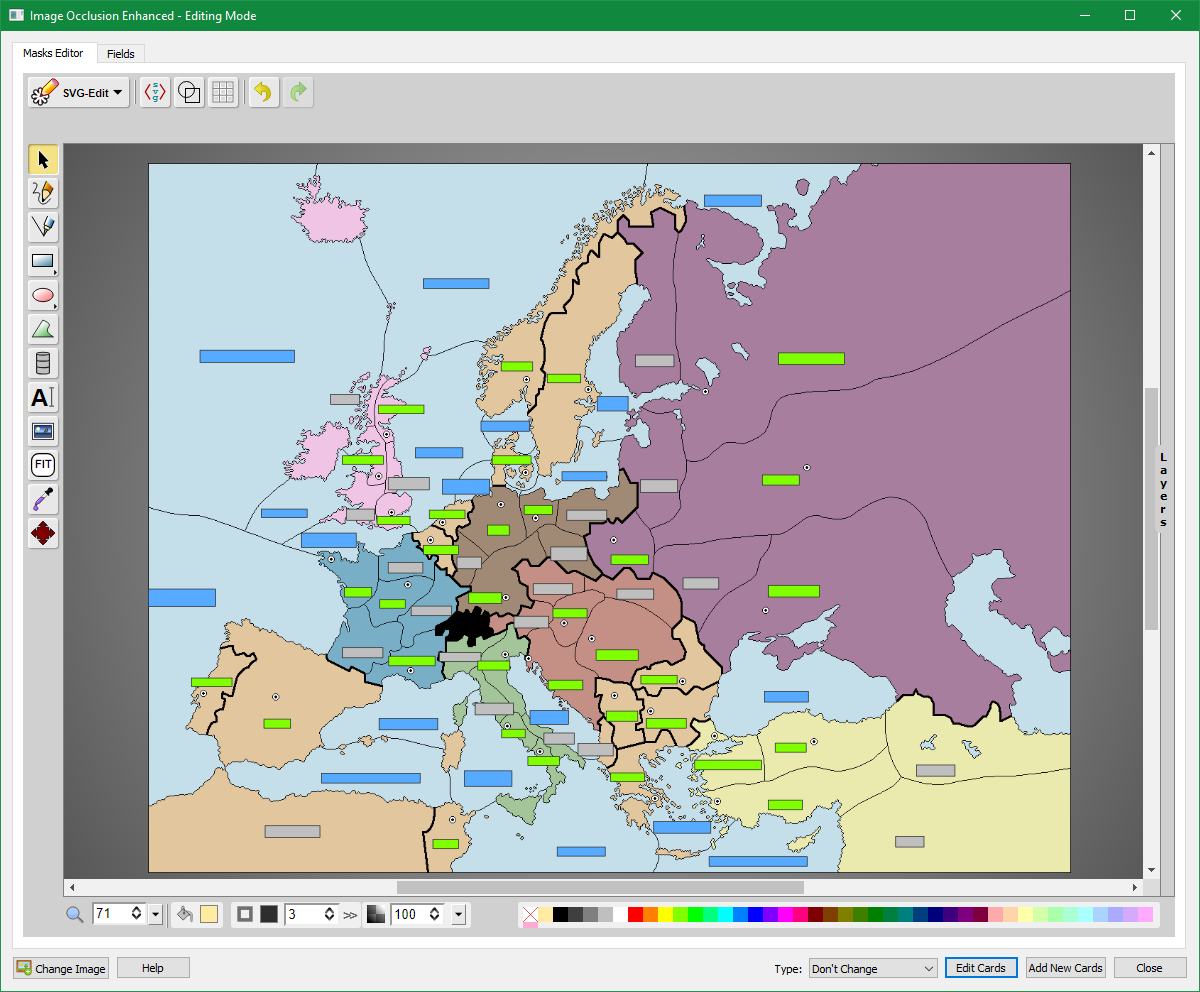 Image Occlusion Enhanced - Editing Mode
Masks Editor
Fields
SVG-Edit
svg
A
FIT
Layers
71
3
>>
100
Change Image
Help
Type:
Don't Change
Edit Cards
Add New Cards
Close